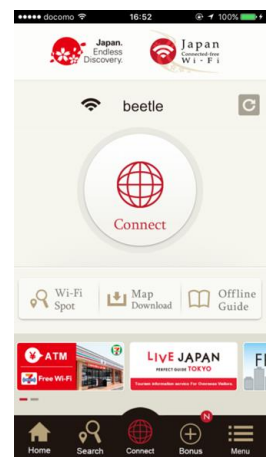 docomo 16:52 100%
Japan.
Endless
Discovery.
Japan
Connected-free
Wi-Fi
beetle
Connect
Wi-Fi
Spot
Map
Download
Offline
Guide
¥ ATM
Free Wi-Fi
LIVE JAPAN
PERFECT GUIDE TOKYO
Tourism information service For Overseas Visitors.
F
N
Home Search Connect Bonus Menu